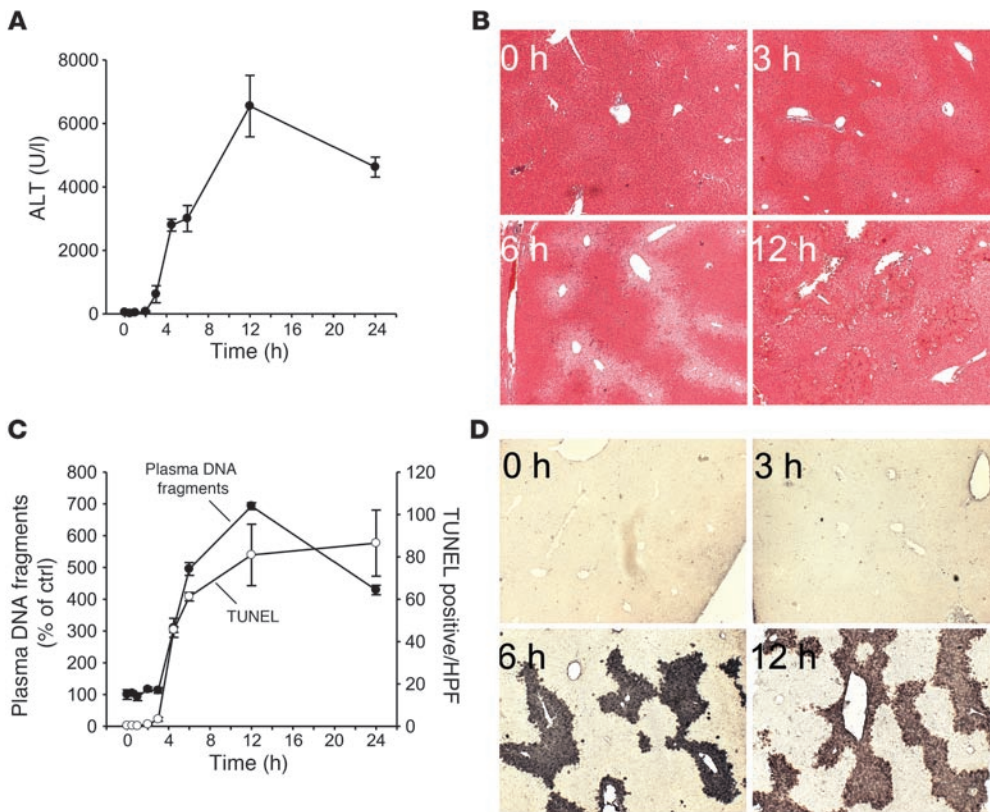 A
8000
6000
4000
2000
0
ALT (U/l)
0 4 8 12 16 20 24
Time (h)
B
0 h
3 h
6 h
12 h
C
800
700
600
500
400
300
200
100
0
Plasma DNA fragments
(% of ctrl)
Plasma DNA
fragments
TUNEL
120
100
80
60
40
20
0
TUNEL positive/HPF
0 4 8 12 16 20 24
Time (h)
D
0 h
3 h
6 h
12 h